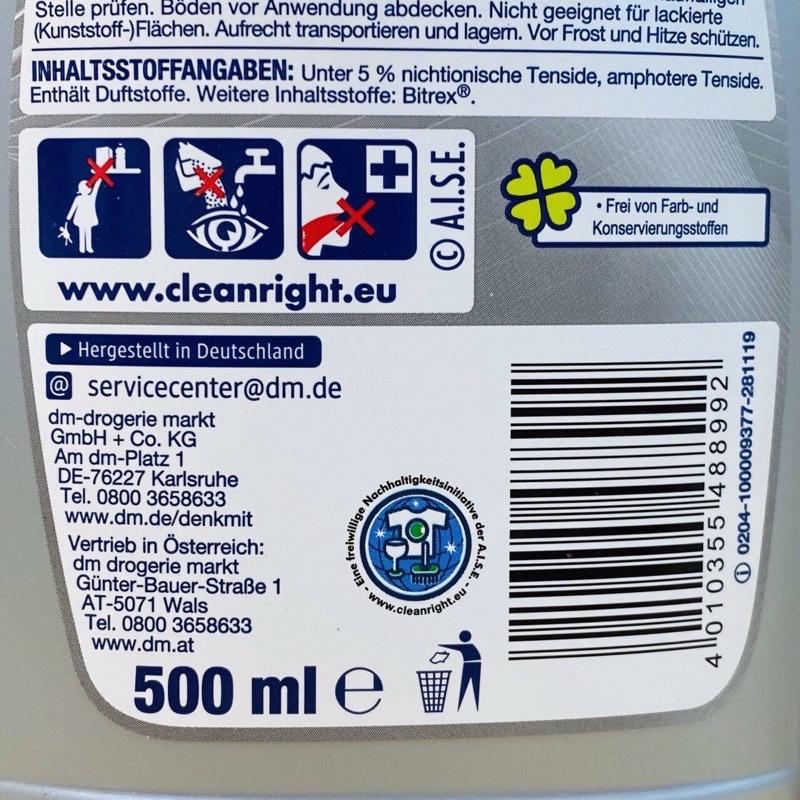 Stelle prüfen. Böden vor Anwendung abdecken. Nicht geeignet für lackierte
(Kunststoff-)Flächen. Aufrecht transportieren und lagern. Vor Frost und Hitze schützen.
INHALTSSTOFFANGABEN: Unter 5 % nichtionische Tenside, amphotere Tenside.
Enthält Duftstoffe. Weitere Inhaltsstoffe: Bitrex®.
© A.I.S.E.
www.cleanright.eu
• Frei von Farb- und
Konservierungsstoffen
Hergestellt in Deutschland
@ servicecenter@dm.de
dm-drogerie markt
GmbH + Co. KG
Am dm-Platz 1
DE-76227 Karlsruhe
Tel. 0800 3658633
www.dm.de/denkmit
Vertrieb in Österreich:
dm drogerie markt
Günter-Bauer-Straße 1
AT-5071 Wals
Tel. 0800 3658633
www.dm.at
- Eine freiwillige Nachhaltigkeitsinitiative der A.I.S.E. -
www.cleanright.eu
500 ml e
4 010355 488992
0204-100009377-281119